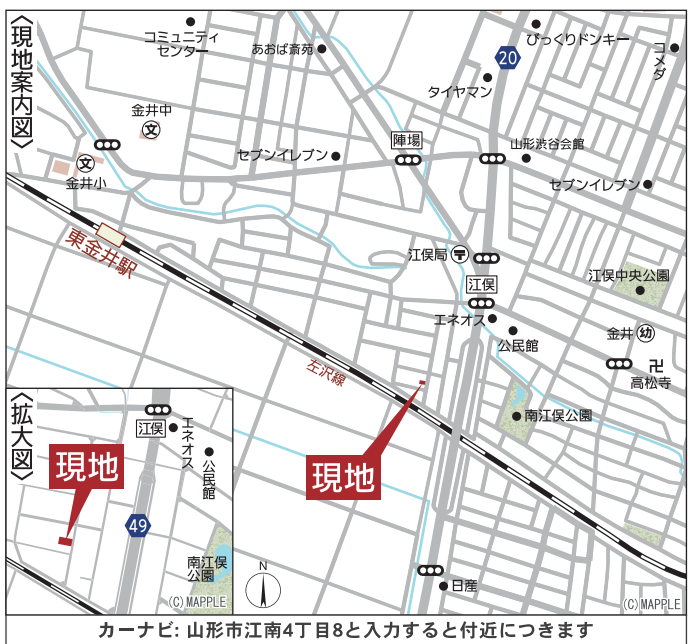 〈現地案内図〉
コミュニティ
センター
あおば斎苑
びっくりドンキー
コメダ
20
タイヤマン
金井中
文
陣場
山形渋谷会館
セブンイレブン
文
金井小
セブンイレブン
東金井駅
江俣局
江俣
江俣中央公園
エネオス
公民館
金井 幼
卍
高松寺
左沢線
南江俣公園
現地
日産
(C)MAPPLE
〈拡大図〉
江俣
エネオス
公民館
現地
49
南江俣
公園
N
(C)MAPPLE
カーナビ: 山形市江南4丁目8と入力すると付近につきます